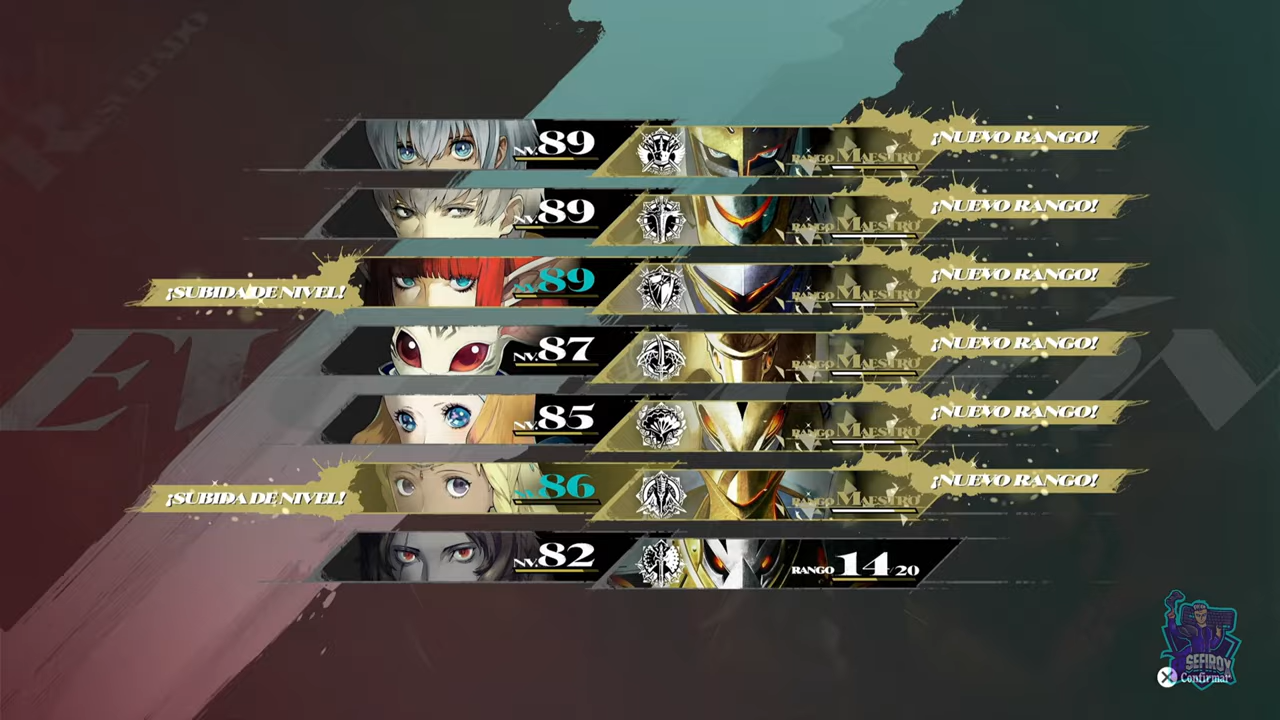 NV. 89 RANGO MAESTRO ¡NUEVO RANGO!
NV. 89 RANGO MAESTRO ¡NUEVO RANGO!
¡SUBIDA DE NIVEL! NV. 89 RANGO MAESTRO ¡NUEVO RANGO!
NV. 87 RANGO MAESTRO ¡NUEVO RANGO!
NV. 85 RANGO MAESTRO ¡NUEVO RANGO!
¡SUBIDA DE NIVEL! NV. 86 RANGO MAESTRO ¡NUEVO RANGO!
NV. 82 RANGO 14/20
SEFIROX
Confirmar